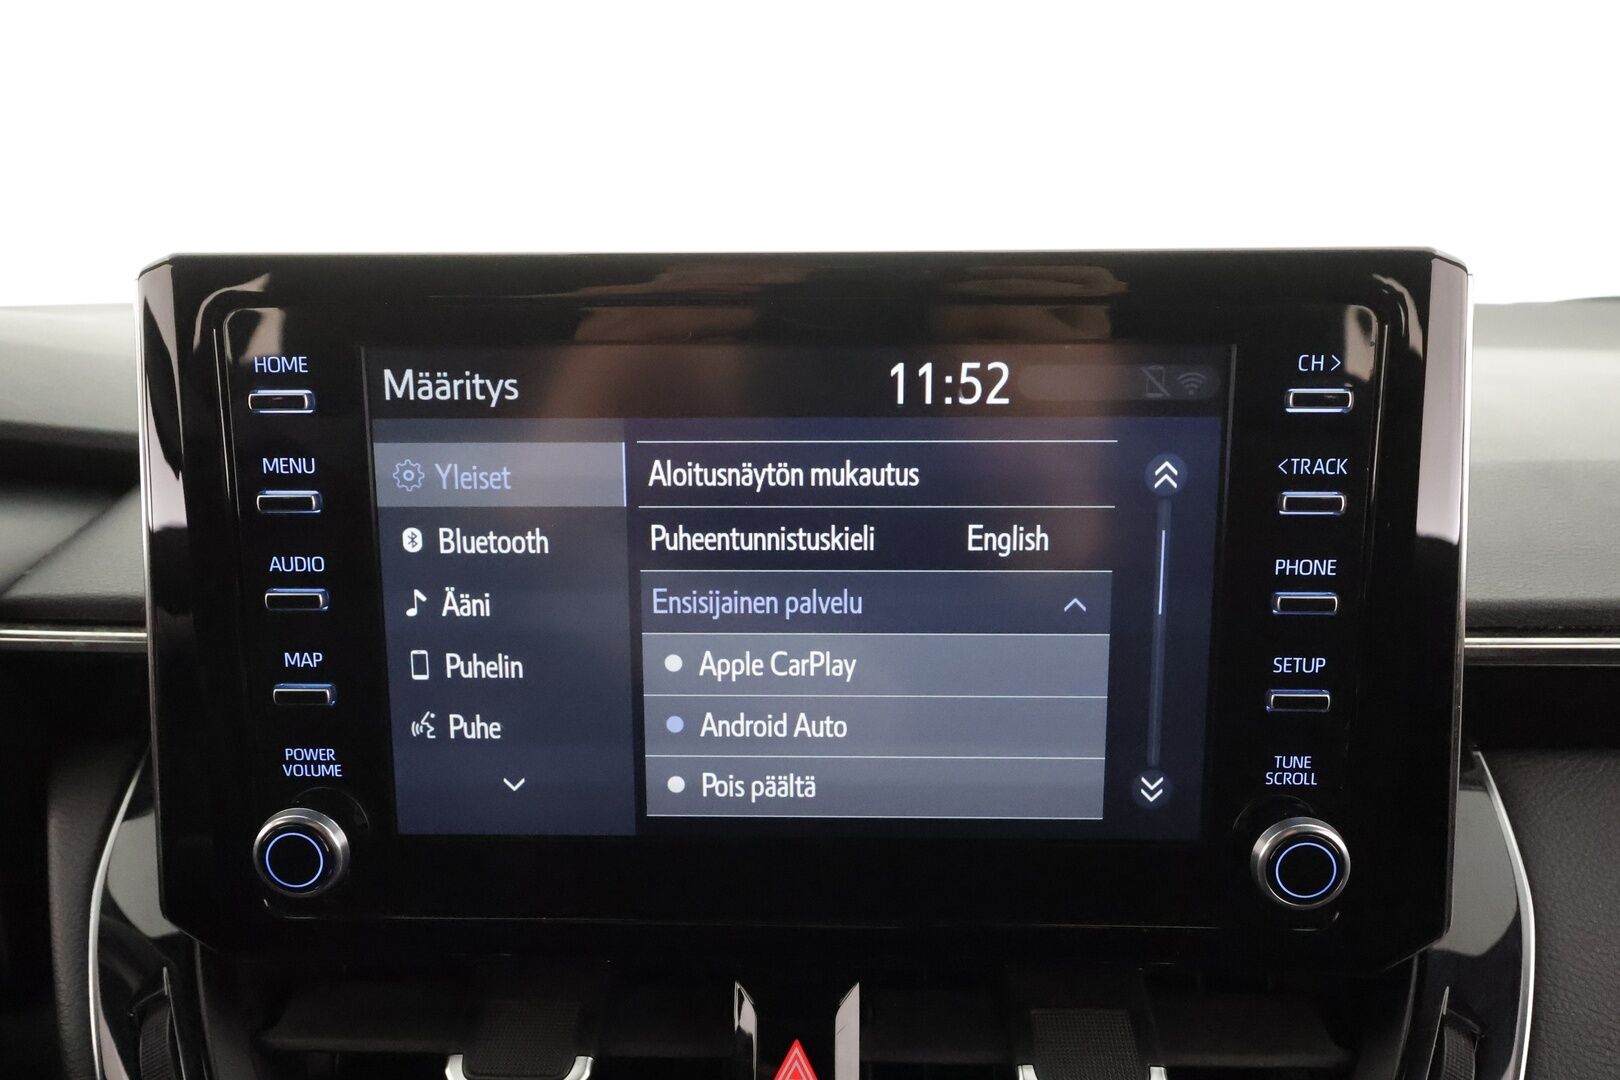 HOME
MENU
AUDIO
MAP
POWER
VOLUME
Määritys
11:52
Yleiset
Bluetooth
Ääni
Puhelin
Puhe
Aloitusnäytön mukautus
Puheentunnistuskieli English
Ensisijainen palvelu
Apple CarPlay
Android Auto
Pois päältä
CH >
<TRACK
PHONE
SETUP
TUNE
SCROLL